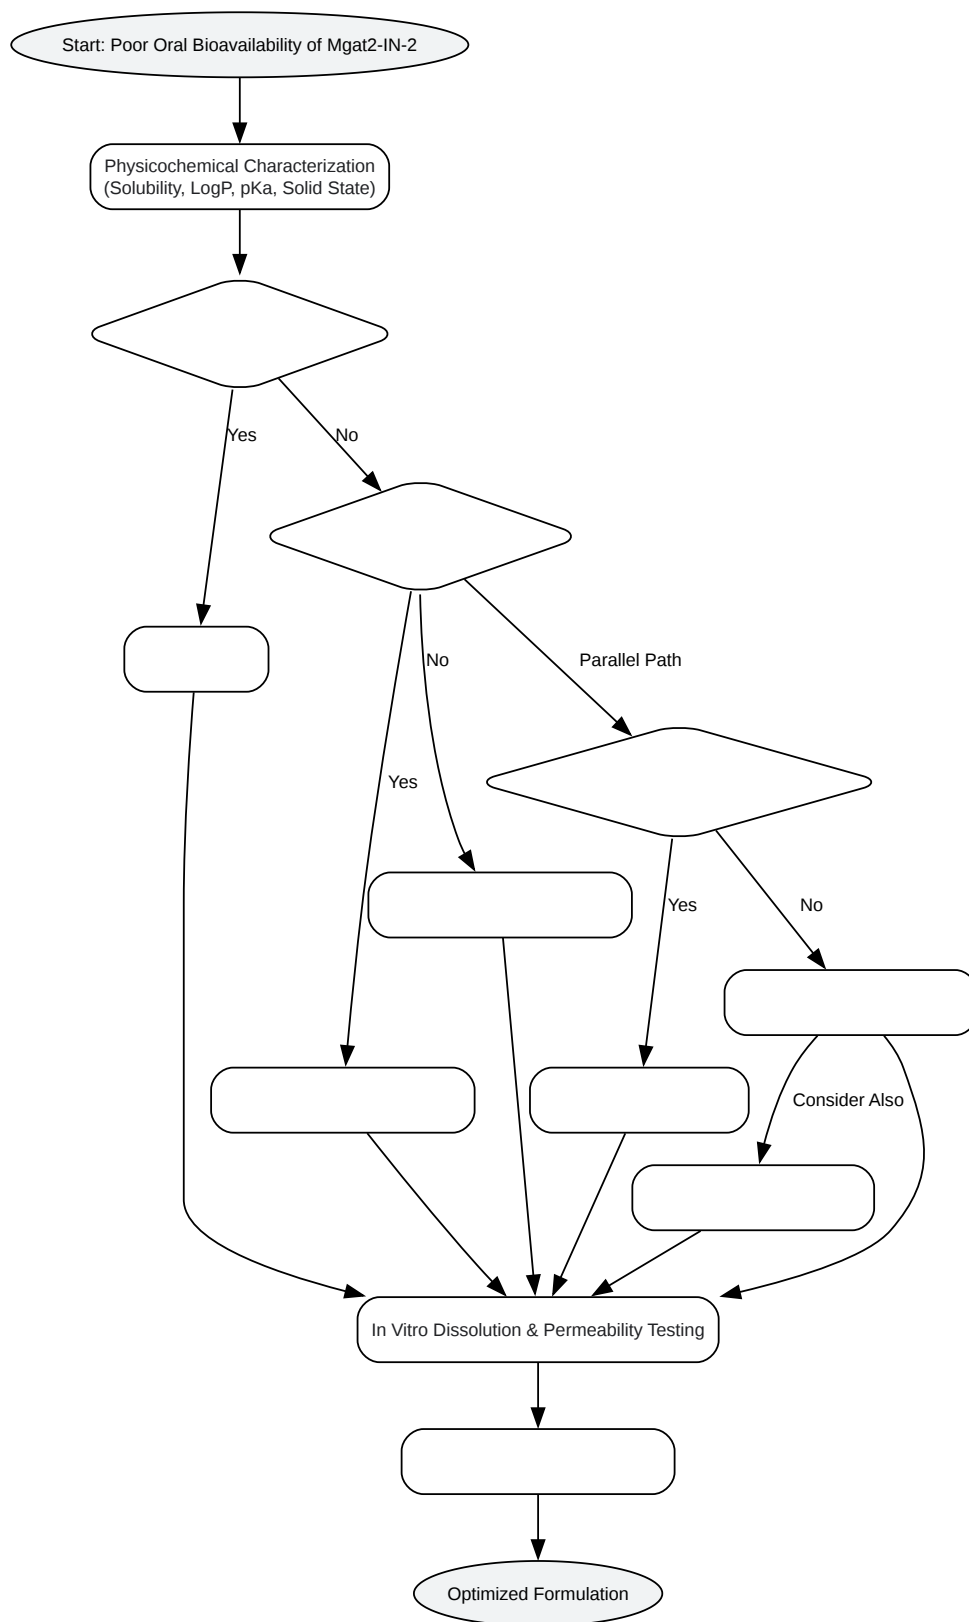 Start: Poor Oral Bioavailability of Mgat2-IN-2
Physicochemical Characterization
(Solubility, LogP, pKa, Solid State)
Yes
No
No
Parallel Path
Yes
Yes
No
Consider Also
In Vitro Dissolution & Permeability Testing
Optimized Formulation